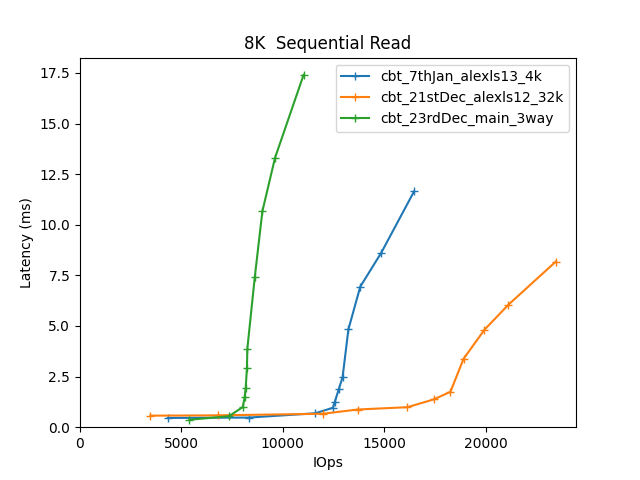 8K  Sequential Read
cbt_7thJan_alexls13_4k
cbt_21stDec_alexls12_32k
cbt_23rdDec_main_3way
Latency (ms)
17.5
15.0
12.5
10.0
7.5
5.0
2.5
0.0
0 5000 10000 15000 20000
IOps